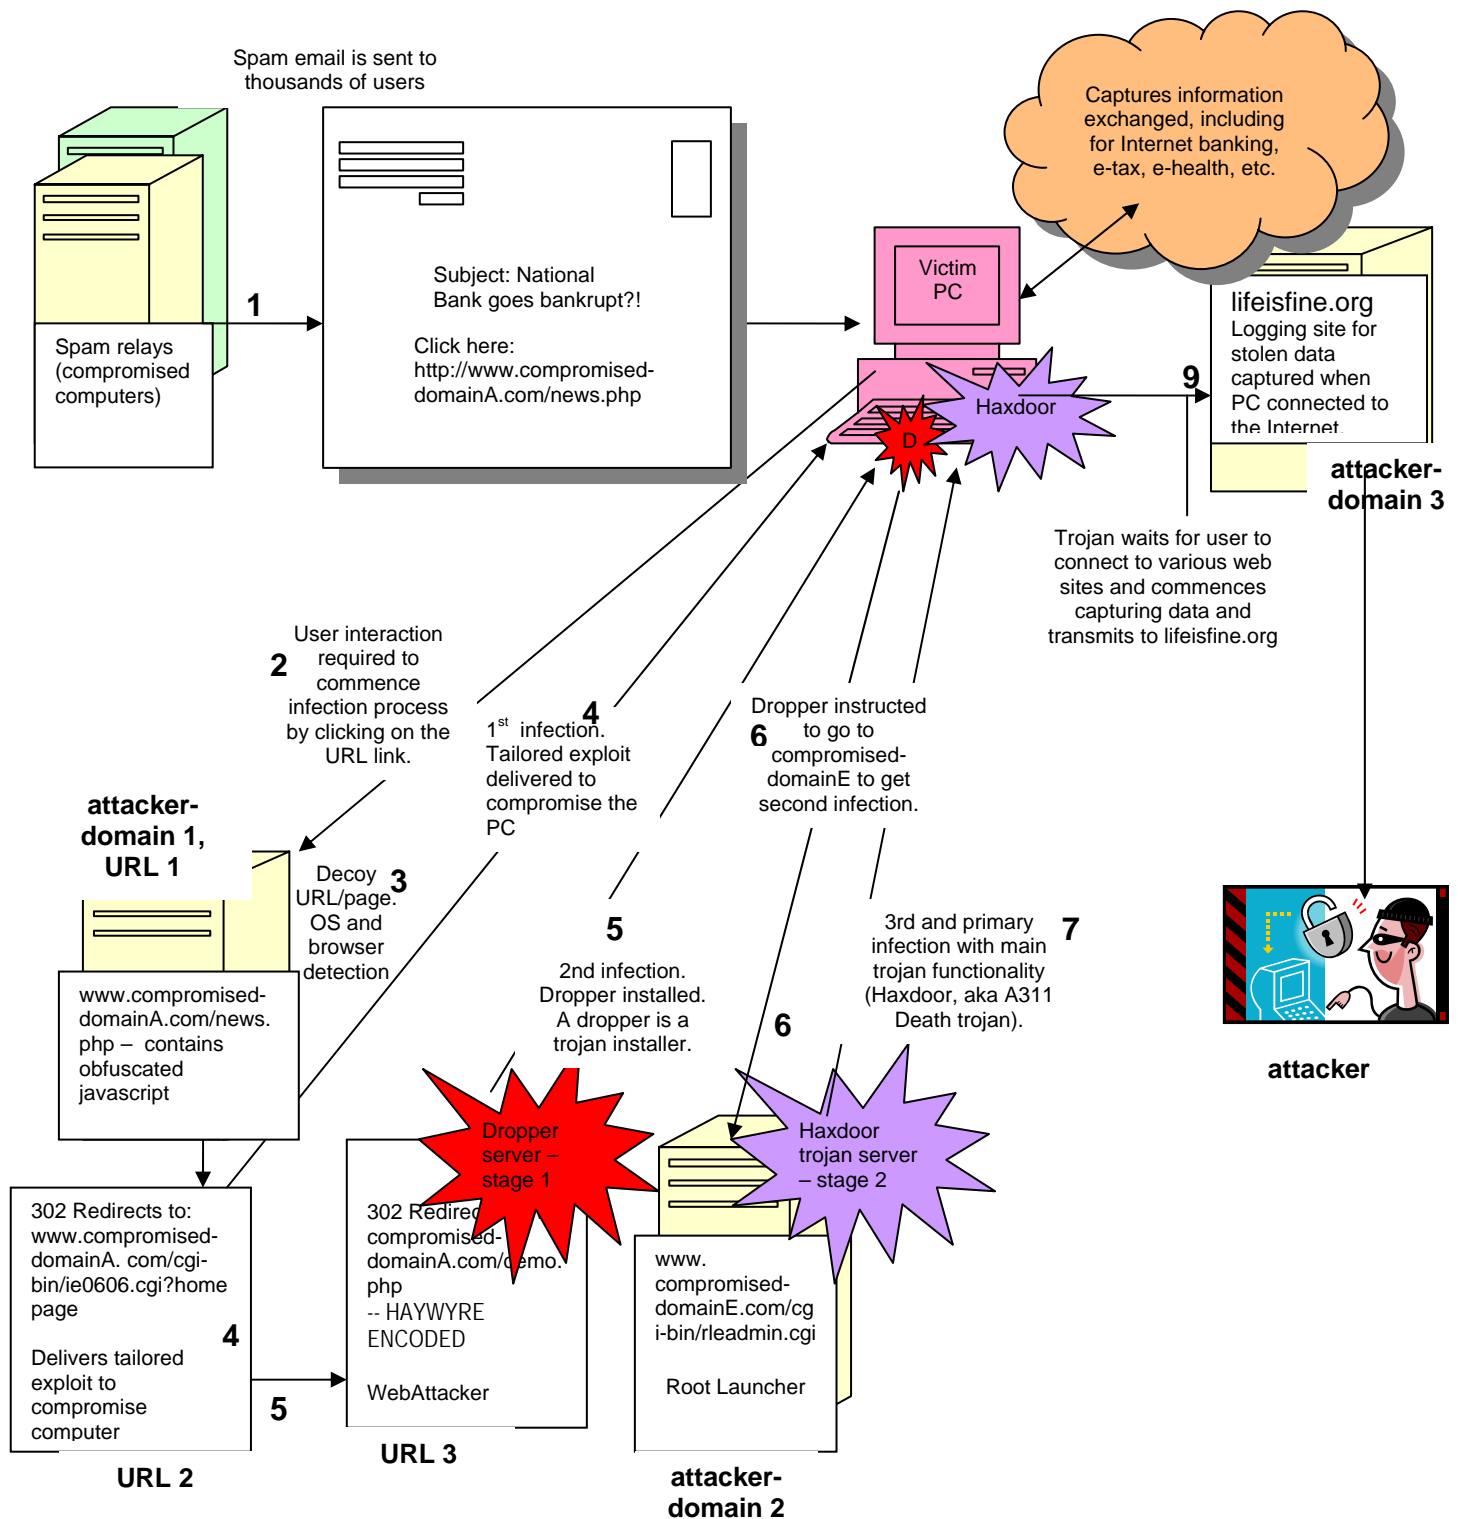 Spam email is sent to
thousands of users
Captures information
exchanged, including
for Internet banking,
e-tax, e-health, etc.
Spam relays
(compromised
computers)
1
Subject: National
Bank goes bankrupt?!
Click here:
http://www.compromised-
domainA.com/news.php
Victim
PC
Haxdoor
D
9
lifeisfine.org
Logging site for
stolen data
captured when
PC connected to
the Internet.
attacker-
domain 3
Trojan waits for user to
connect to various web
sites and commences
capturing data and
transmits to lifeisfine.org
2
User interaction
required to
commence
infection process
by clicking on the
URL link.
4
1st infection.
Tailored exploit
delivered to
compromise the
PC
6
Dropper instructed
to go to
compromised-
domainE to get
second infection.
attacker-
domain 1,
URL 1
3
Decoy
URL/page.
OS and
browser
detection
5
2nd infection.
Dropper installed.
A dropper is a
trojan installer.
6
3rd and primary
infection with main
trojan functionality
(Haxdoor, aka A311
Death trojan).
7
attacker
www.compromised-
domainA.com/news.
php – contains
obfuscated
javascript
Dropper
server –
stage 1
Haxdoor
trojan server
– stage 2
302 Redirects to:
www.compromised-
domainA. com/cgi-
bin/ie0606.cgi?home
page
Delivers tailored
exploit to
compromise
computer
4
5
URL 2
302 Redirec
compromised-
domainA.com/demo.
php
-- HAYWYRE
ENCODED
WebAttacker
URL 3
www.
compromised-
domainE.com/cg
i-bin/rleadmin.cgi
Root Launcher
attacker-
domain 2